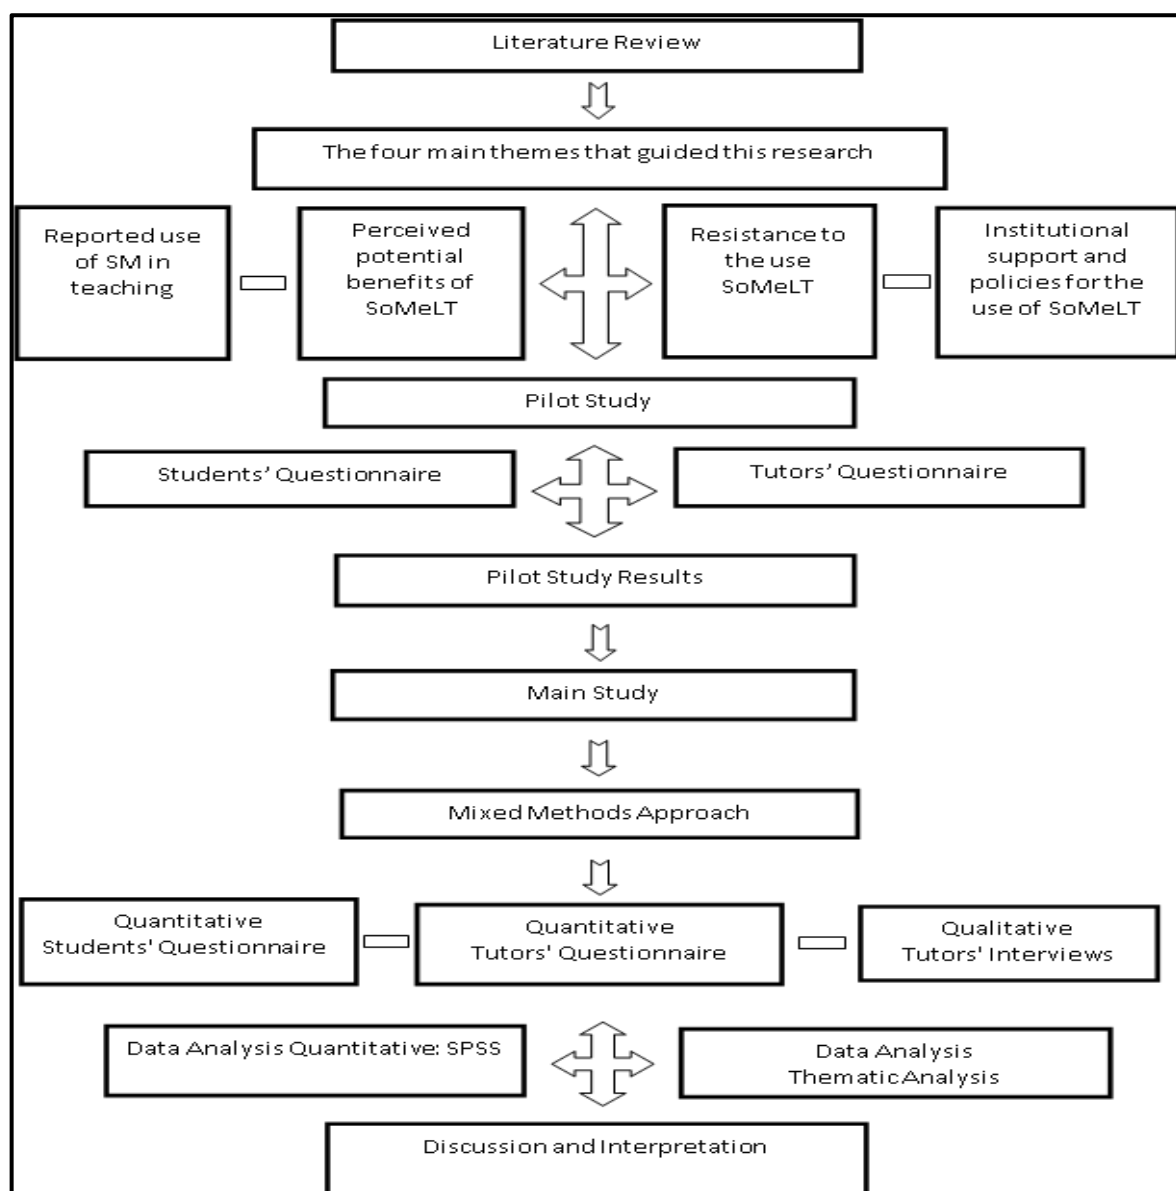 Literature Review
The four main themes that guided this research
Reported use
of SM in
teaching
Perceived
potential
benefits of
SoMeLT
Resistance to
the use
SoMeLT
Institutional
support and
policies for the
use of SoMeLT
Pilot Study
Students’ Questionnaire
Tutors’ Questionnaire
Pilot Study Results
Main Study
Mixed Methods Approach
Quantitative
Students' Questionnaire
Quantitative
Tutors' Questionnaire
Qualitative
Tutors' Interviews
Data Analysis Quantitative: SPSS
Data Analysis
Thematic Analysis
Discussion and Interpretation